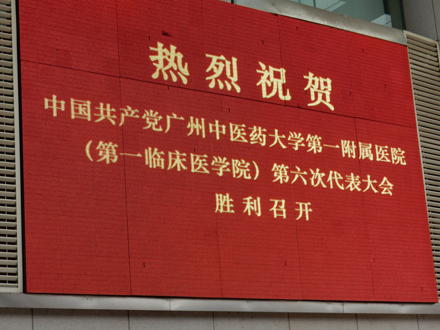 热烈祝贺
中国共产党广州中医药大学第一附属医院
（第一临床医学院）第六次代表大会
胜利召开